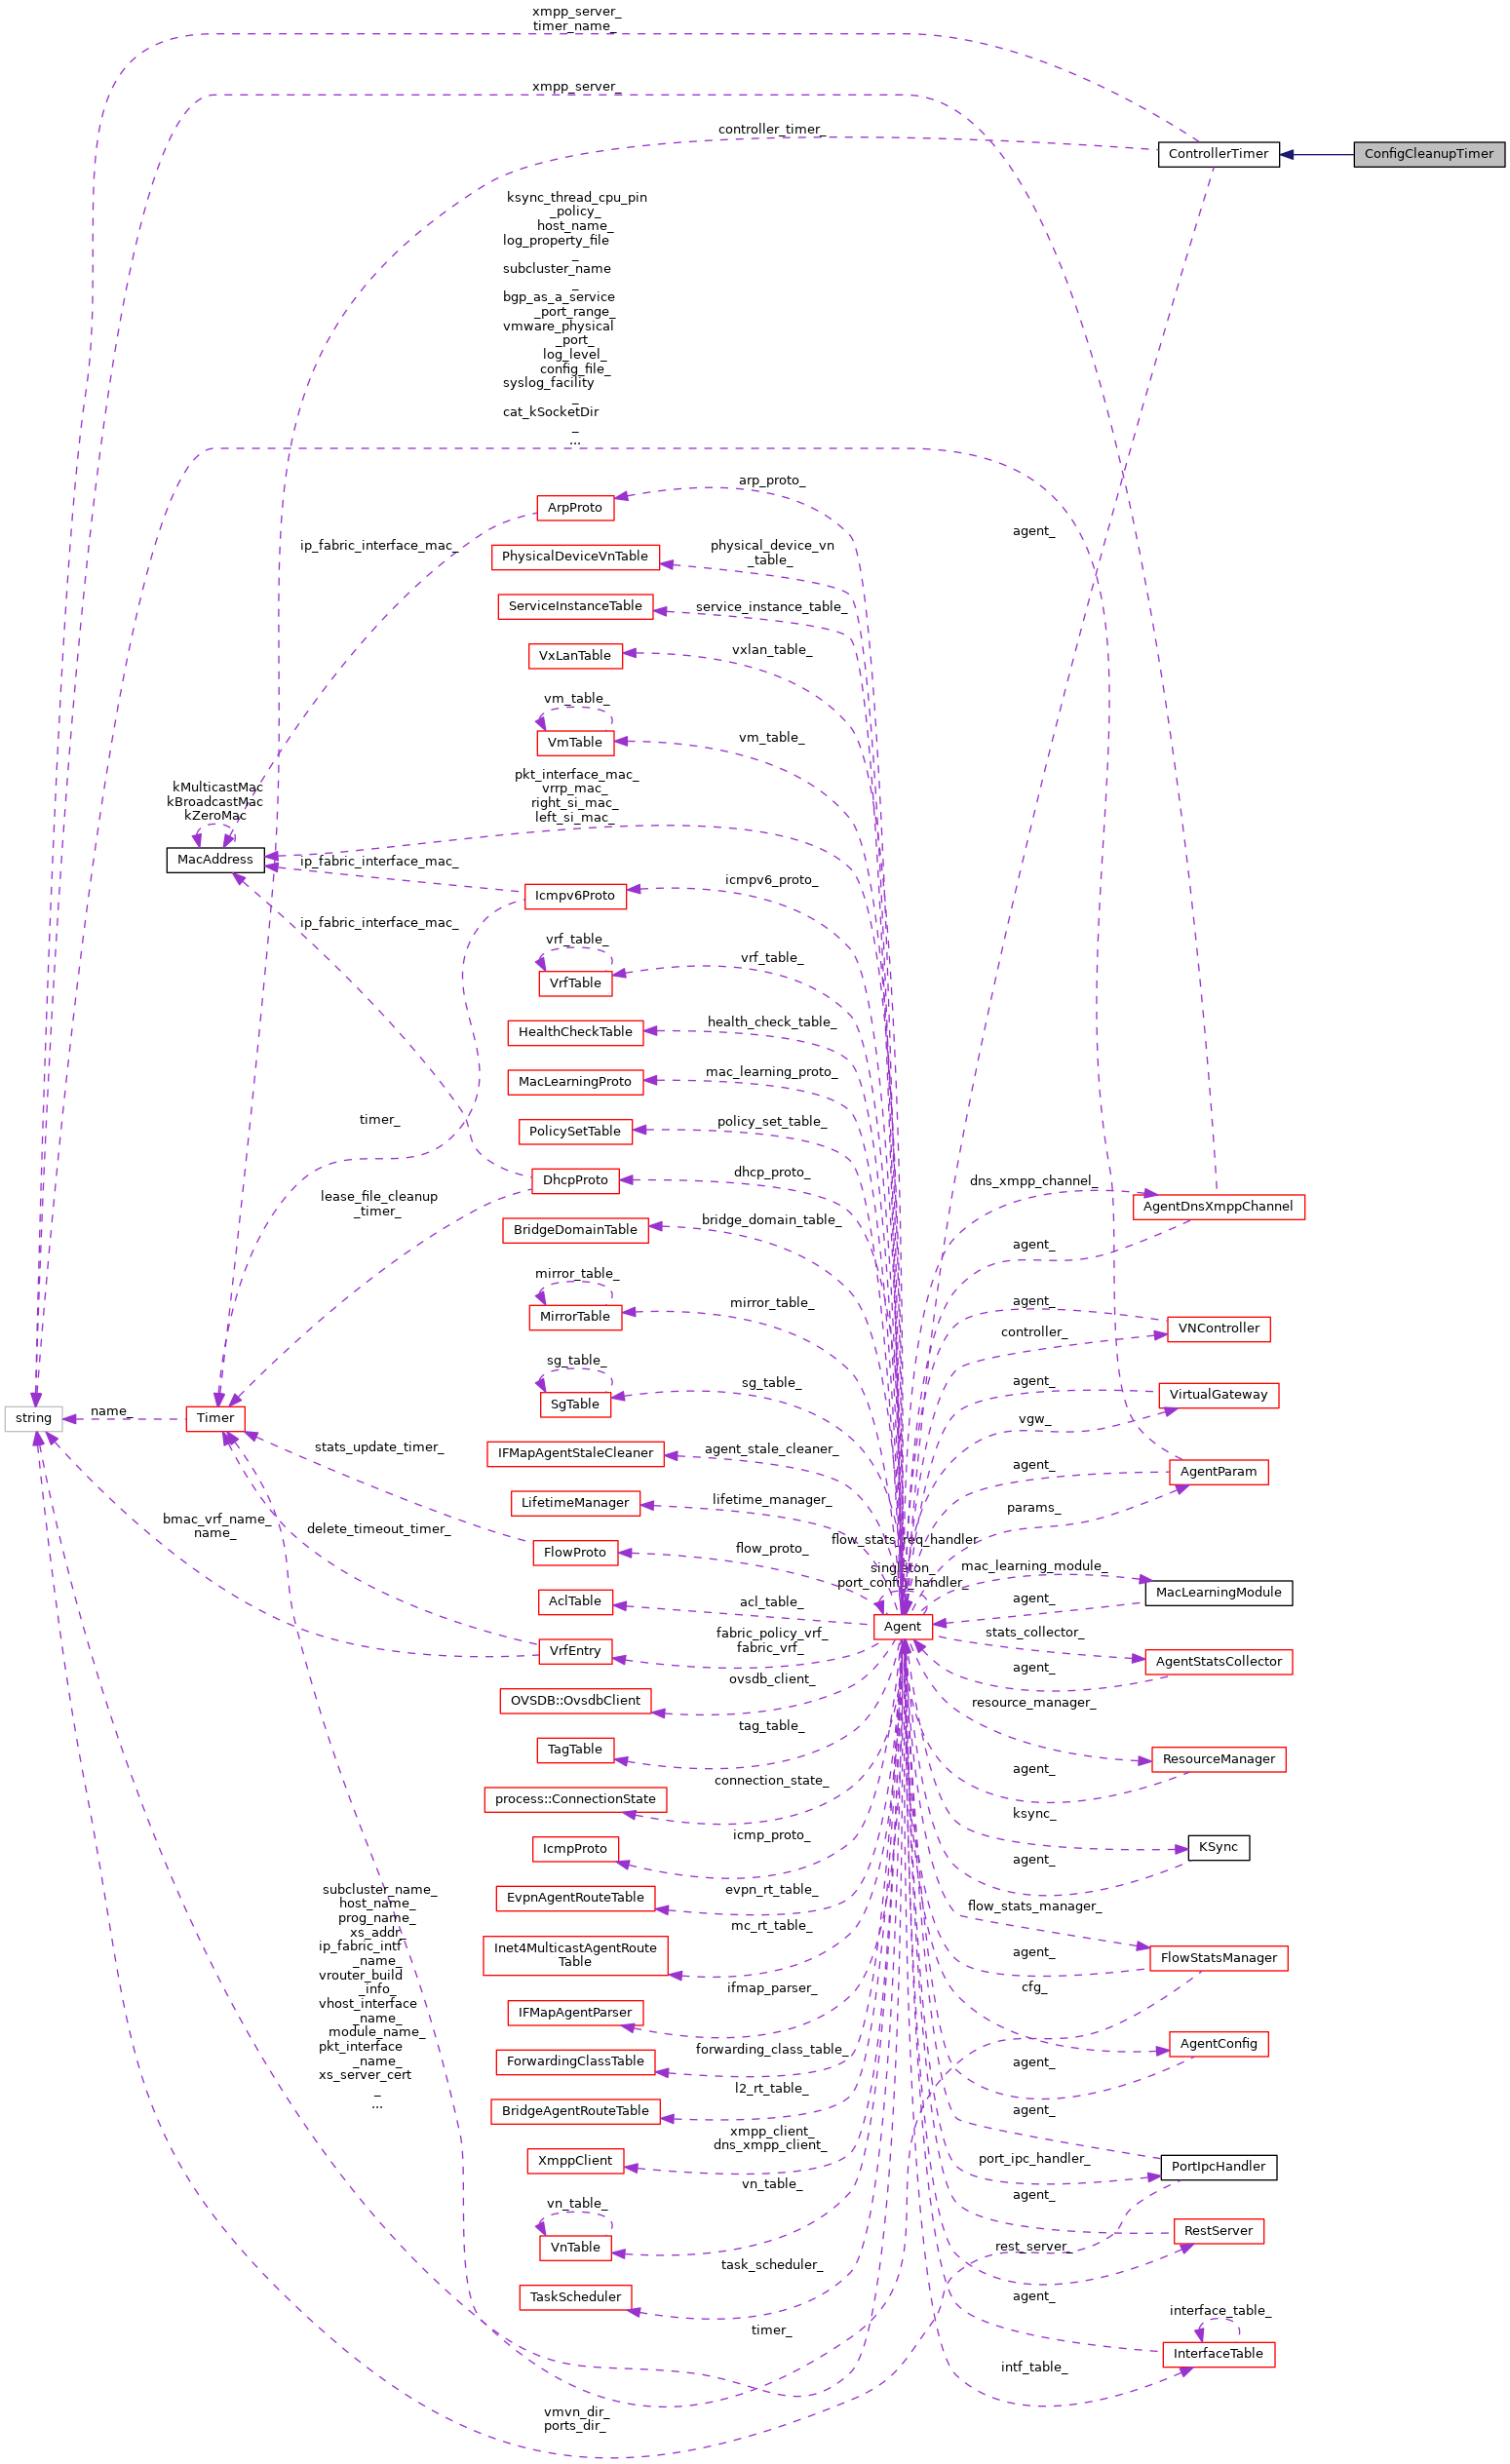 xmpp_server_
timer_name_
xmpp_server_
controller_timer_
ControllerTimer
ConfigCleanupTimer
ksync_thread_cpu_pin
_policy_
host_name_
log_property_file
_
subcluster_name
_
bgp_as_a_service
_port_range_
vmware_physical
_port_
log_level_
config_file_
syslog_facility
_
cat_kSocketDir
_
...
arp_proto_
ArpProto
agent_
ip_fabric_interface_mac_
physical_device_vn
_table_
PhysicalDeviceVnTable
service_instance_table_
ServiceInstanceTable
vxlan_table_
VxLanTable
vm_table_
vm_table_
VmTable
pkt_interface_mac_
vrrp_mac_
right_si_mac_
left_si_mac_
kMulticastMac
kBroadcastMac
kZeroMac
MacAddress
ip_fabric_interface_mac_
icmpv6_proto_
Icmpv6Proto
ip_fabric_interface_mac_
vrf_table_
vrf_table_
VrfTable
health_check_table_
HealthCheckTable
mac_learning_proto_
MacLearningProto
timer_
policy_set_table_
PolicySetTable
dhcp_proto_
DhcpProto
dns_xmpp_channel_
lease_file_cleanup
_timer_
AgentDnsXmppChannel
bridge_domain_table_
BridgeDomainTable
agent_
mirror_table_
mirror_table_
MirrorTable
agent_
VNController
controller_
sg_table_
sg_table_
SgTable
agent_
VirtualGateway
vgw_
string
name_
Timer
stats_update_timer_
agent_stale_cleaner_
IFMapAgentStaleCleaner
agent_
AgentParam
lifetime_manager_
LifetimeManager
params_
bmac_vrf_name_
name_
delete_timeout_timer_
flow_proto_
FlowProto
flow_stats_req_handler
singleton_
port_config_handler_
mac_learning_module_
MacLearningModule
acl_table_
AclTable
agent_
Agent
fabric_policy_vrf_
fabric_vrf_
VrfEntry
stats_collector_
AgentStatsCollector
agent_
ovsdb_client_
OVSDB::OvsdbClient
resource_manager_
tag_table_
TagTable
ResourceManager
agent_
connection_state_
process::ConnectionState
ksync_
icmp_proto_
IcmpProto
KSync
agent_
subcluster_name_
host_name_
prog_name_
xs_addr_
ip_fabric_intf
_name_
vrouter_build
_info_
vhost_interface
_name_
module_name_
pkt_interface
_name_
xs_server_cert
_
...
evpn_rt_table_
EvpnAgentRouteTable
flow_stats_manager_
mc_rt_table_
Inet4MulticastAgentRoute
Table
agent_
FlowStatsManager
ifmap_parser_
cfg_
IFMapAgentParser
AgentConfig
forwarding_class_table_
ForwardingClassTable
agent_
l2_rt_table_
BridgeAgentRouteTable
agent_
xmpp_client_
dns_xmpp_client_
XmppClient
port_ipc_handler_
PortIpcHandler
vn_table_
agent_
vn_table_
VnTable
RestServer
rest_server_
task_scheduler_
TaskScheduler
agent_
interface_table_
timer_
InterfaceTable
intf_table_
vmvn_dir_
ports_dir_